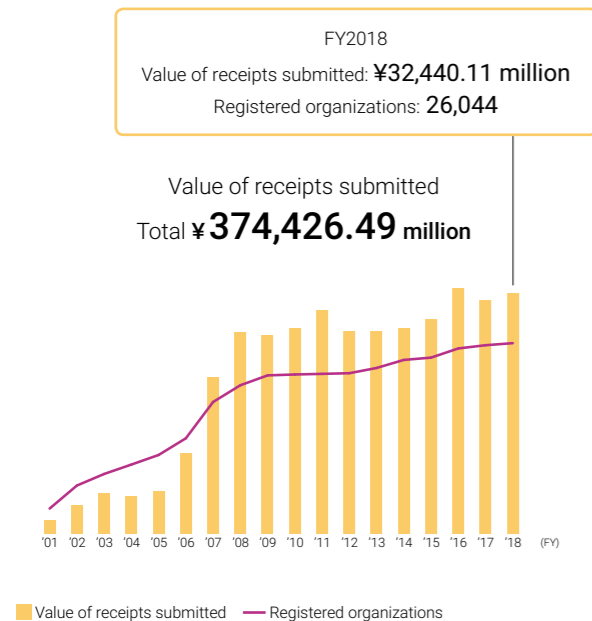 FY2018
Value of receipts submitted: ¥32,440.11 million
Registered organizations: 26,044
Value of receipts submitted
Total ¥ 374,426.49 million
'01 '02 '03 '04 '05 '06 '07 '08 '09 '10 '11 '12 '13 '14 '15 '16 '17 '18 (FY)
Value of receipts submitted Registered organizations